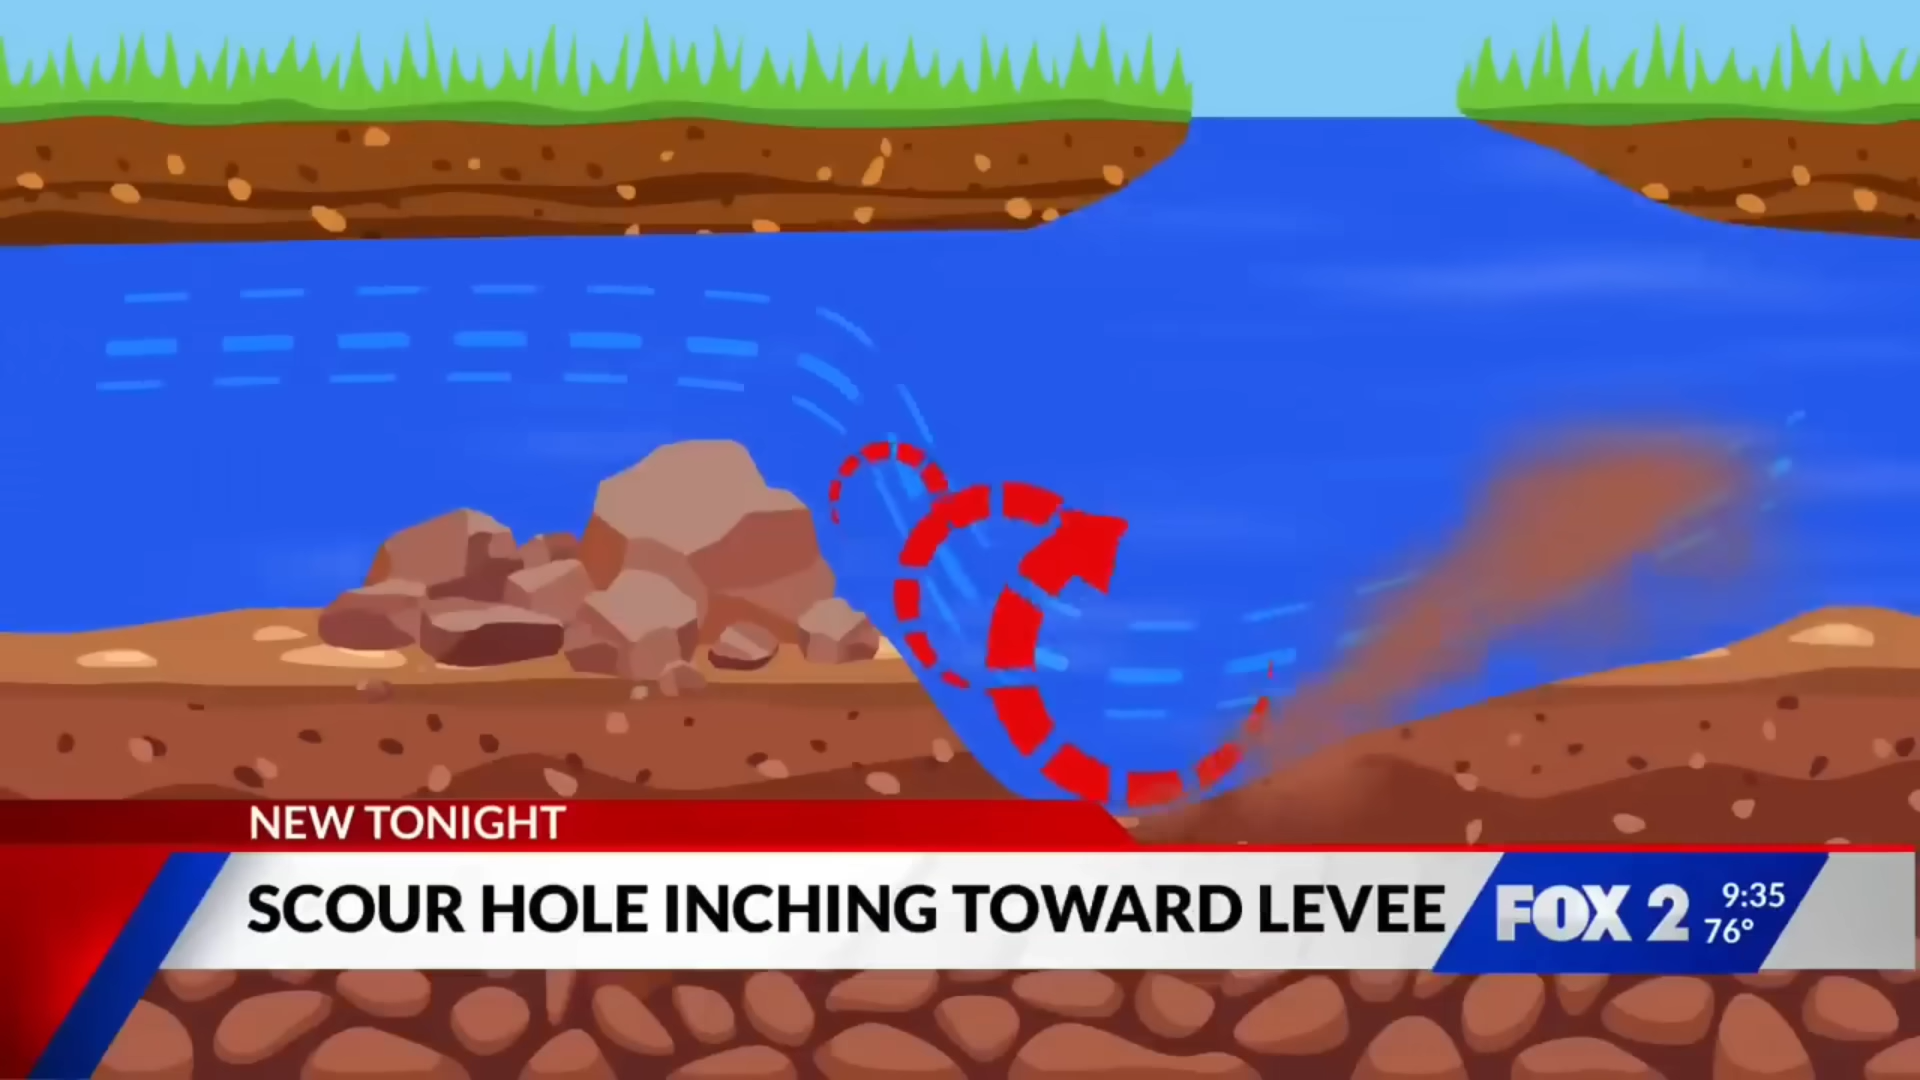 NEW TONIGHT
SCOUR HOLE INCHING TOWARD LEVEE
FOX 2
9:35
76°